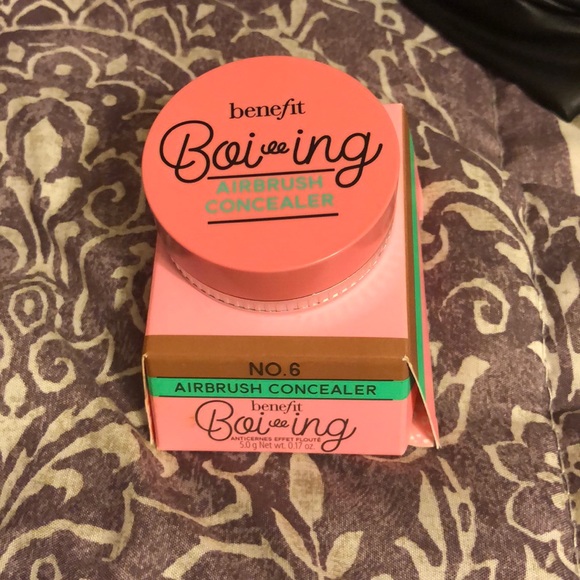 benefit
Boi-ing
AIRBRUSH
CONCEALER
NO.6
AIRBRUSH CONCEALER
benefit
Boi-ing
ANTICERNES EFFET FLOUTÉ
5.0 g Net wt. 0.17 oz